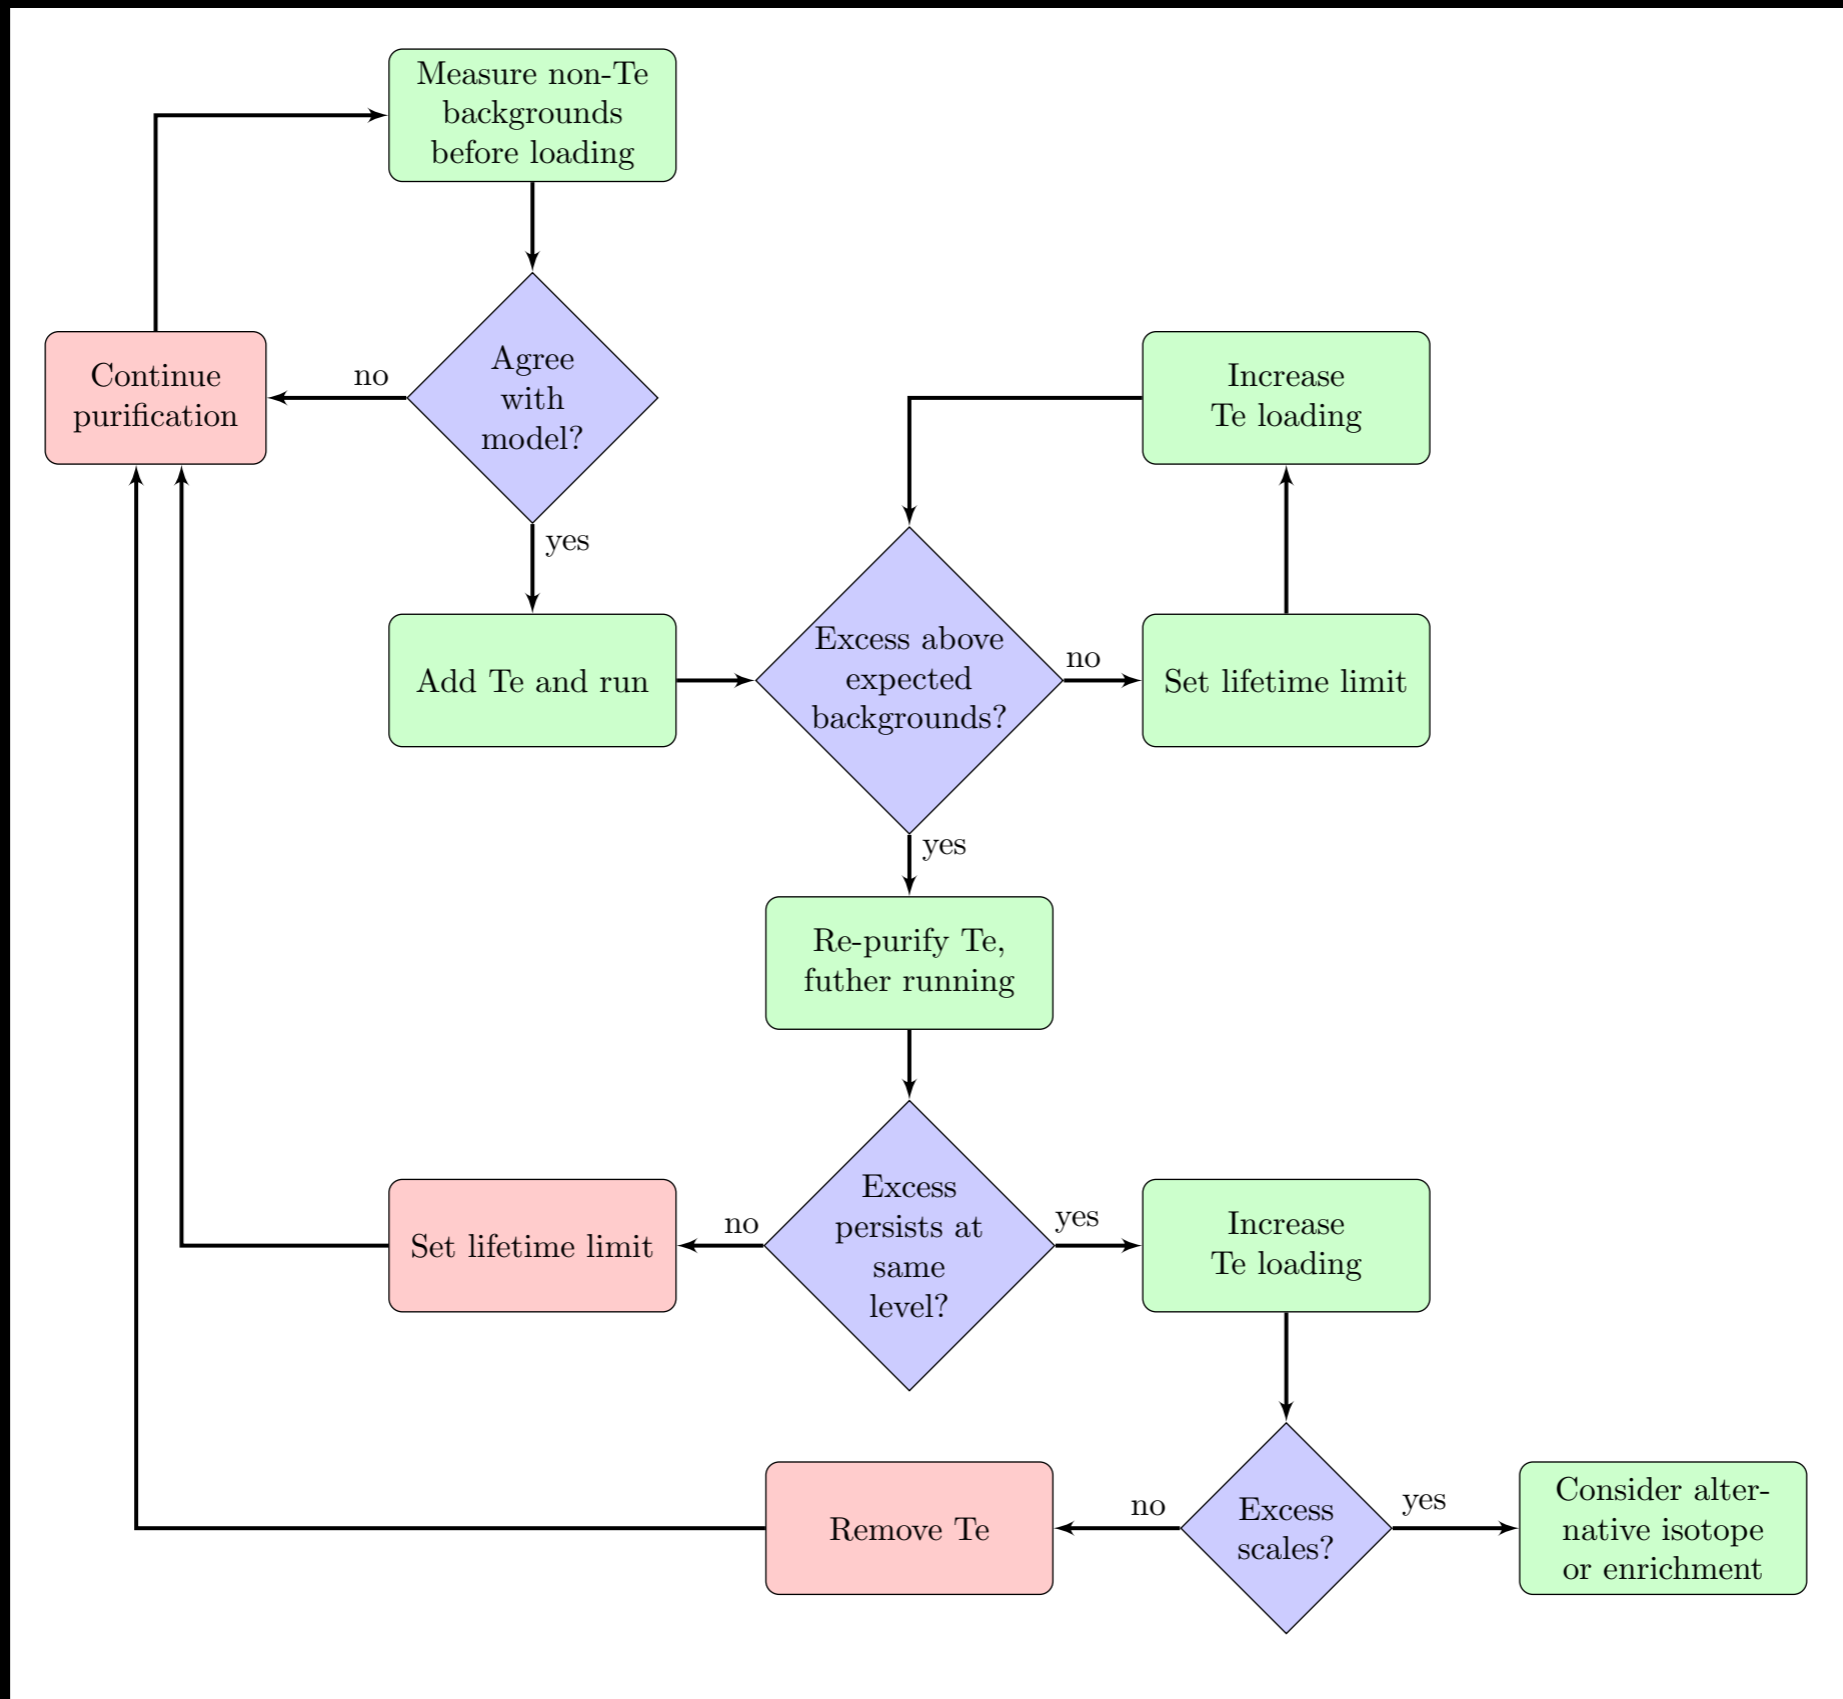 Measure non-Te
backgrounds
before loading
Continue
purification
no
Agree
with
model?
yes
Increase
Te loading
Add Te and run
Excess above
expected
backgrounds?
no
Set lifetime limit
yes
Re-purify Te,
futher running
Set lifetime limit
no
Excess
persists at
same
level?
yes
Increase
Te loading
Remove Te
no
Excess
scales?
yes
Consider alter-
native isotope
or enrichment